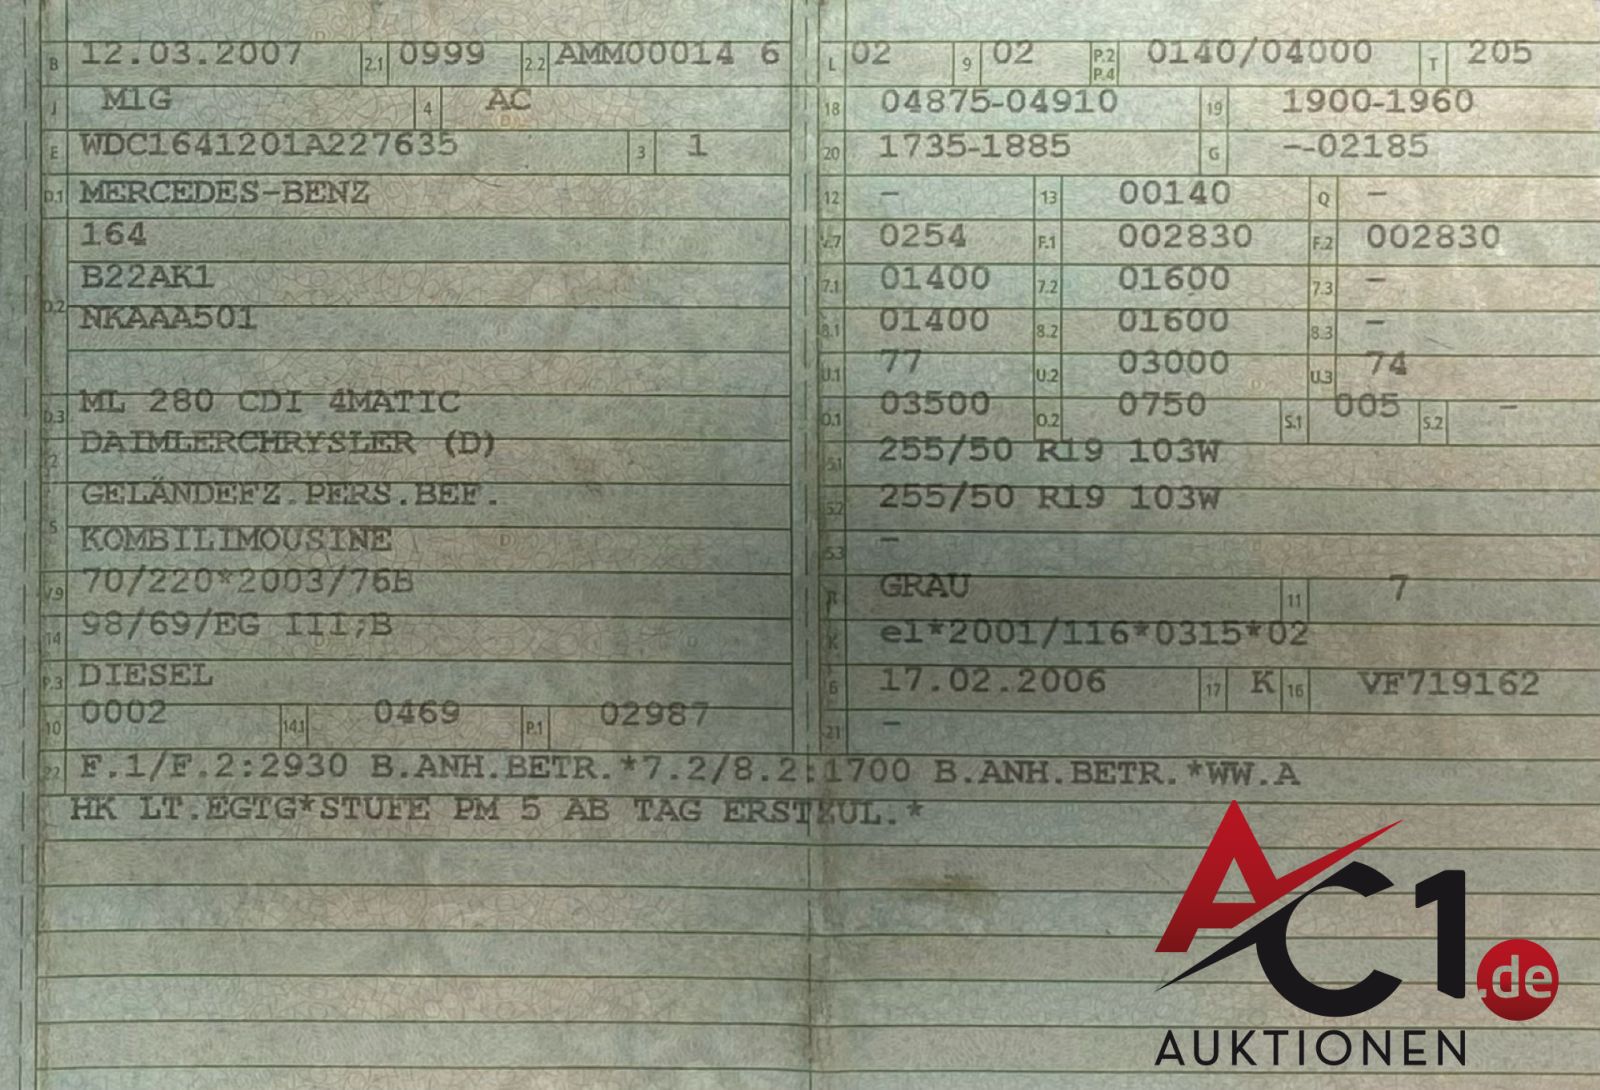 B 12.03.2007 2.1 0999 2.2 AMM00014 6
J M1G 4 AC
E WDC1641201A227635 3 1
D.1 MERCEDES-BENZ
164
D.2 B22AK1
NKAAA501
D.3 ML 280 CDI 4MATIC
2 DAIMLERCHRYSLER (D)
GELÄNDEFZ.PERS.BEF.
5 KOMBILIMOUSINE
V.9 70/220*2003/76B
14 98/69/EG III;B
P.3 DIESEL
10 0002 14.1 0469 P.1 02987
L 02 9 02 P.2 P.4 0140/04000 T 205
18 04875-04910 19 1900-1960
20 1735-1885 G --02185
12 - 13 00140 Q -
V.7 0254 F.1 002830 F.2 002830
7.1 01400 7.2 01600 7.3 -
8.1 01400 8.2 01600 8.3 -
U.1 77 U.2 03000 U.3 74
O.1 03500 O.2 0750 S.1 005 S.2 -
15.1 255/50 R19 103W
15.2 255/50 R19 103W
15.3 -
R GRAU 11 7
K e1*2001/116*0315*02
6 17.02.2006 17 K 16 VF719162
21 -
22 F.1/F.2:2930 B.ANH.BETR.*7.2/8.2:1700 B.ANH.BETR.*WW.A
HK LT.EGTG*STUFE PM 5 AB TAG ERSTZUL.*
AC1.de
AUKTIONEN